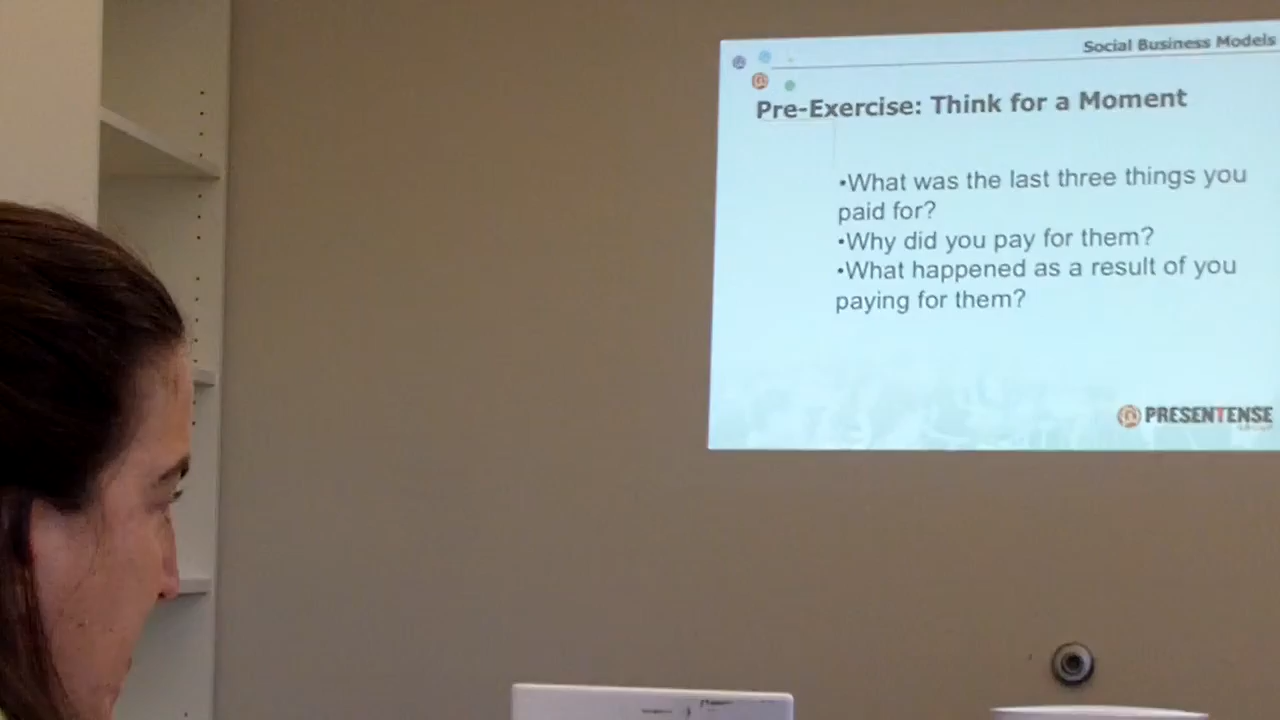 Social Business Models
Pre-Exercise: Think for a Moment
•What was the last three things you
paid for?
•Why did you pay for them?
•What happened as a result of you
paying for them?
PRESENTENSE